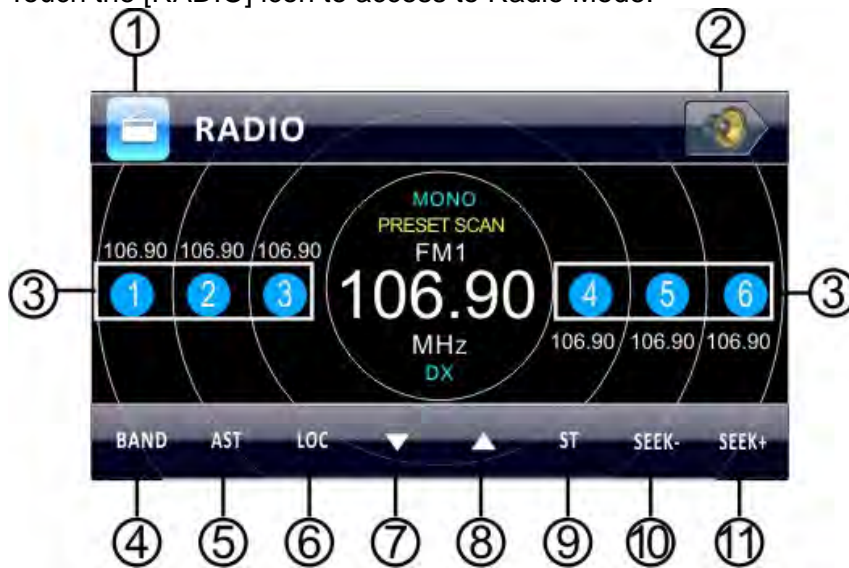 Touch the [RADIO] icon to access to Radio Mode.
① ②
RADIO
MONO
PRESET SCAN
106.90 106.90 106.90 FM1
③ 1 2 3 106.90 4 5 6 ③
MHz 106.90 106.90 106.90
DX
BAND AST LOC ▼ ▲ ST SEEK- SEEK+
④ ⑤ ⑥ ⑦ ⑧ ⑨ ⑩ ⑪